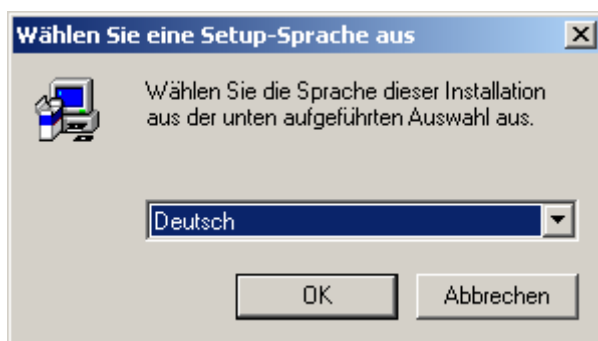 Wählen Sie eine Setup-Sprache aus
Wählen Sie die Sprache dieser Installation
aus der unten aufgeführten Auswahl aus.
Deutsch
OK
Abbrechen